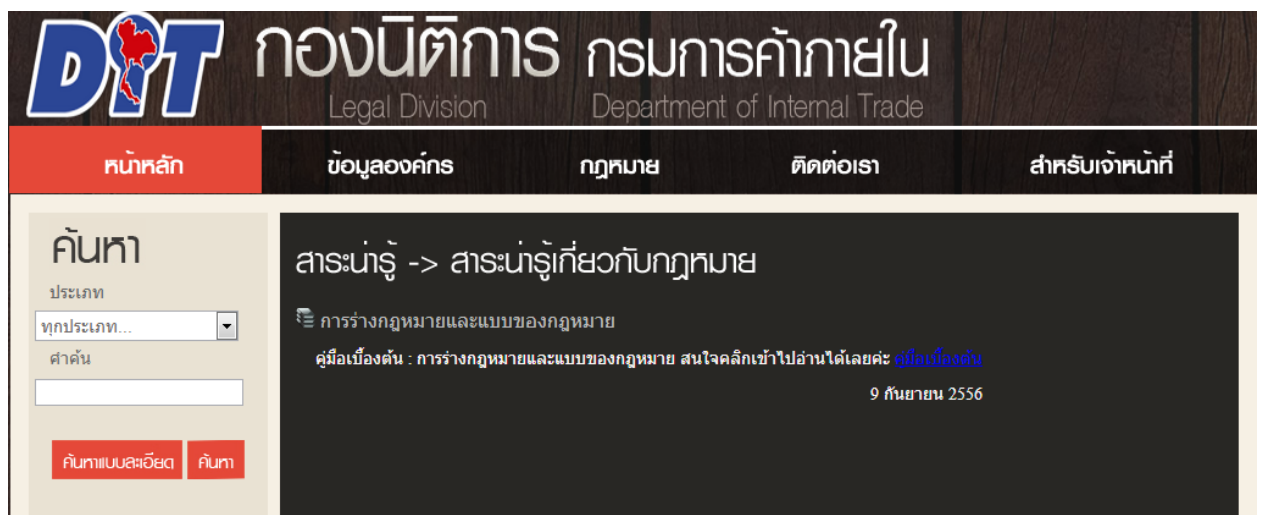 DIT กองนิติการ กรมการค้าภายใน
Legal Division Department of Internal Trade
หน้าหลัก ข้อมูลองค์กร กฎหมาย ติดต่อเรา สำหรับเจ้าหน้าที่
ค้นหา
ประเภท
ทุกประเภท...
คำค้น
ค้นหาแบบละเอียด ค้นหา
สาระน่ารู้ -> สาระน่ารู้เกี่ยวกับกฎหมาย
การร่างกฎหมายและแบบของกฎหมาย
คู่มือเบื้องต้น : การร่างกฎหมายและแบบของกฎหมาย สนใจคลิกเข้าไปอ่านได้เลยค่ะ คู่มือเบื้องต้น
9 กันยายน 2556